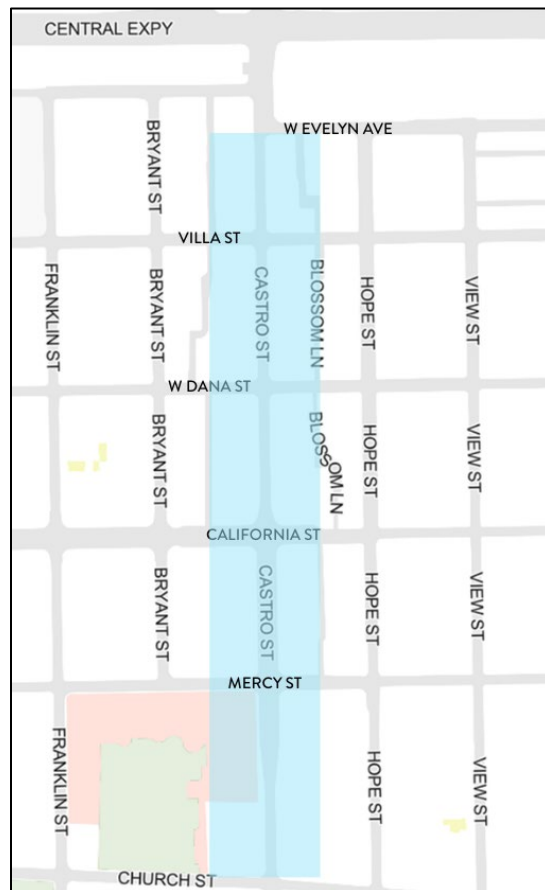 CENTRAL EXPY
W EVELYN AVE
BRYANT ST
VILLA ST
FRANKLIN ST
BRYANT ST
CASTRO ST
BLOSSOM LN
HOPE ST
VIEW ST
W DANA ST
BRYANT ST
BLOSSOM LN
HOPE ST
VIEW ST
CALIFORNIA ST
BRYANT ST
CASTRO ST
HOPE ST
VIEW ST
MERCY ST
FRANKLIN ST
HOPE ST
VIEW ST
CHURCH ST